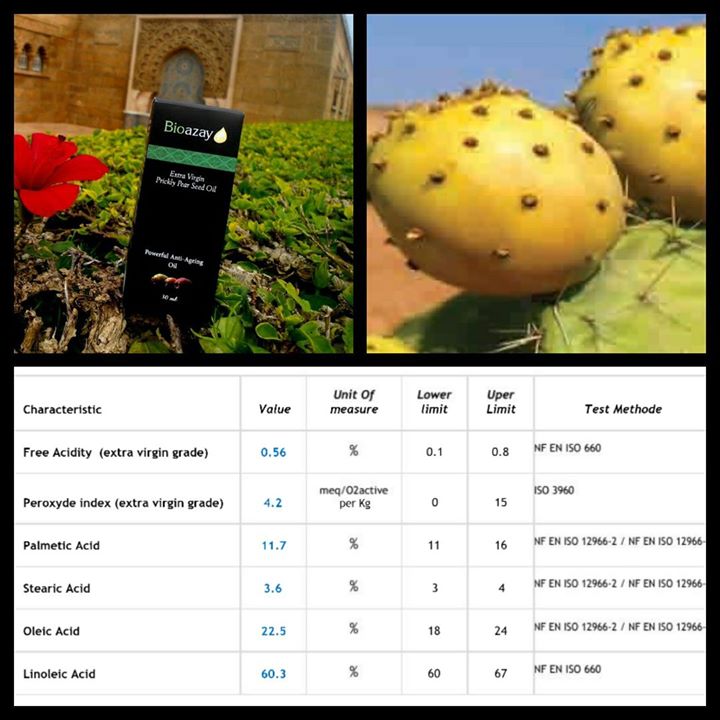 Bioazay
Extra Virgin
Prickly Pear Seed Oil
Powerful Anti-Ageing
Oil
30 ml
Characteristic Value Unit Of measure Lower limit Uper Limit Test Methode
Free Acidity (extra virgin grade) 0.56 % 0.1 0.8 NF EN ISO 660
Peroxyde index (extra virgin grade) 4.2 meq/O2active per Kg 0 15 ISO 3960
Palmetic Acid 11.7 % 11 16 NF EN ISO 12966-2 / NF EN ISO 12966-
Stearic Acid 3.6 % 3 4 NF EN ISO 12966-2 / NF EN ISO 12966-
Oleic Acid 22.5 % 18 24 NF EN ISO 12966-2 / NF EN ISO 12966-
Linoleic Acid 60.3 % 60 67 NF EN ISO 660